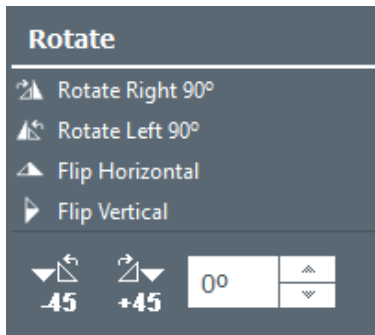 Rotate
Rotate Right 90º
Rotate Left 90º
Flip Horizontal
Flip Vertical
-45 +45 0º